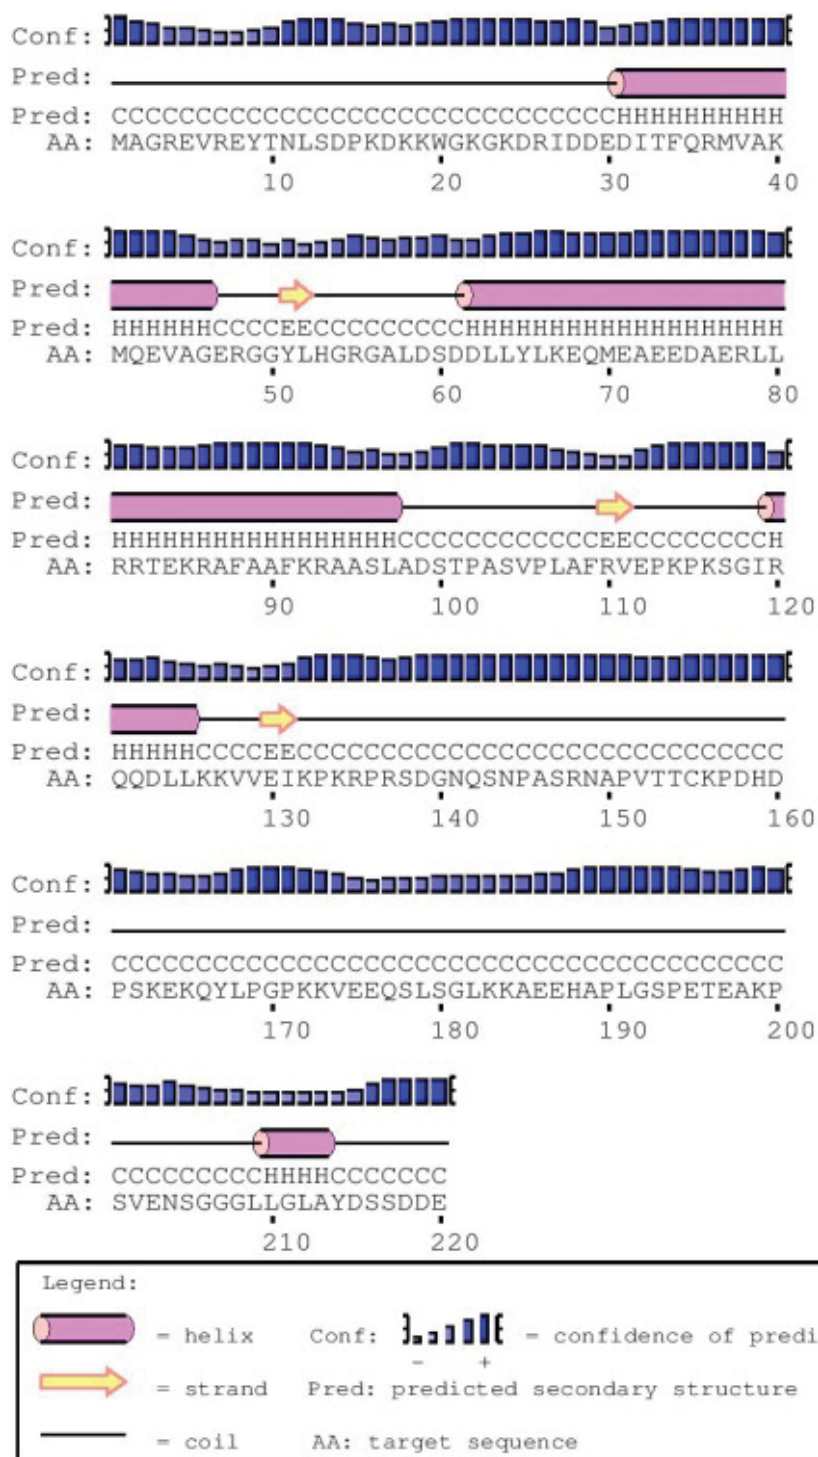 Conf:
Pred:
Pred: CCCCCCCCCCCCCCCCCCCCCCCCCCCCCCHHHHHHHHHH
AA: MAGREVREYTNLSDPKDKKWGKGKDRIDDEDITFQRMVAK
10 20 30 40
Conf:
Pred:
Pred: HHHHHHCCCCEECCCCCCCCCHHHHHHHHHHHHHHHHHHH
AA: MQEVAGERGGYLHGRGALDSDDLLYLKEQMEAEEDAERLL
50 60 70 80
Conf:
Pred:
Pred: HHHHHHHHHHHHHHHHHCCCCCCCCCCCCEECCCCCCCCH
AA: RRTEKRAFAAFKRAASLADSTPASVPLAFRVEPKPKSGIR
90 100 110 120
Conf:
Pred:
Pred: HHHHHCCCCEECCCCCCCCCCCCCCCCCCCCCCCCCCCCC
AA: QQDLLKKVVEIKPKRPRSDGNQSNPASRNAPVTTCKPDHD
130 140 150 160
Conf:
Pred:
Pred: CCCCCCCCCCCCCCCCCCCCCCCCCCCCCCCCCCCCCCCC
AA: PSKEKQYLPGPKKVEEQSLSGLKKAEEHAPLGSPETEAKP
170 180 190 200
Conf:
Pred:
Pred: CCCCCCCCCHHHHCCCCCCC
AA: SVENSGGGLLGLAYDSSDDE
210 220
Legend:
= helix Conf: - + = confidence of predi
= strand Pred: predicted secondary structure
= coil AA: target sequence